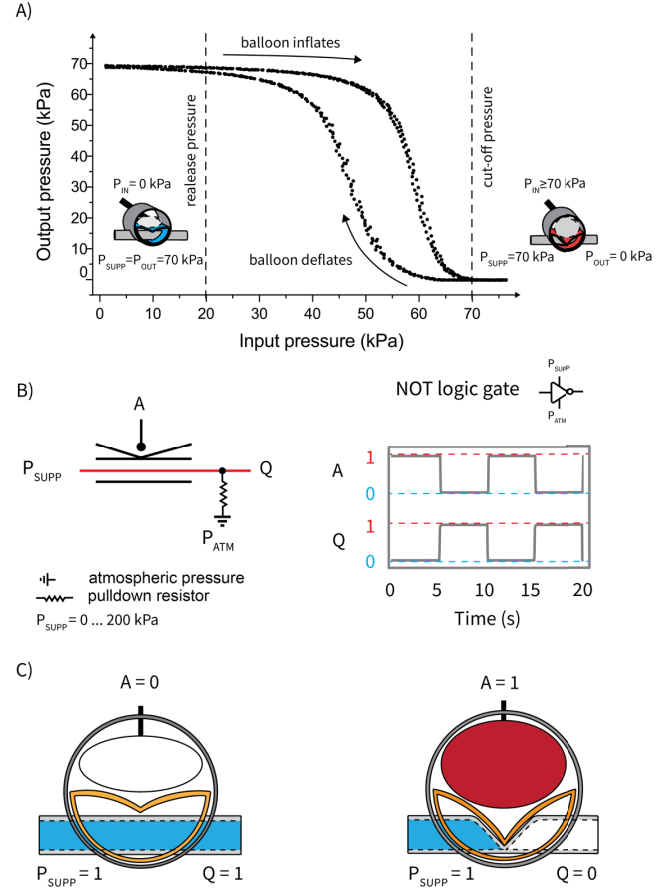 A)
balloon inflates
Output pressure (kPa)
70
60
50
40
30
20
10
0
realease pressure
cut-off pressure
P_IN = 0 kPa
P_SUPP=P_OUT=70 kPa
P_IN≥70 kPa
P_SUPP=70 kPa
P_OUT= 0 kPa
balloon deflates
0 10 20 30 40 50 60 70
Input pressure (kPa)
B)
A
P_SUPP
Q
P_ATM
atmospheric pressure
pulldown resistor
P_SUPP= 0 ... 200 kPa
NOT logic gate
P_SUPP
P_ATM
A
1
0
Q
1
0
0 5 10 15 20
Time (s)
C)
A = 0
P_SUPP = 1
Q = 1
A = 1
P_SUPP = 1
Q = 0